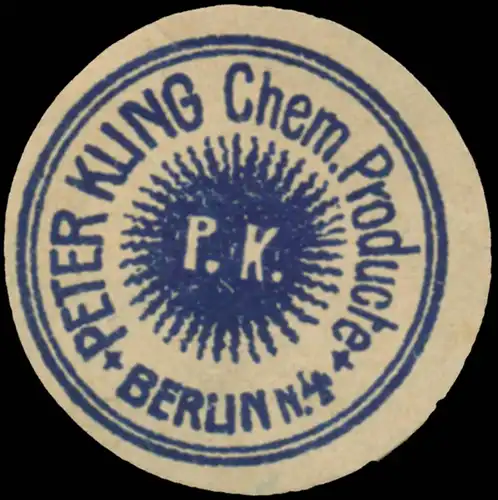 PETER KLING Chem. Producte
BERLIN N. 4
P. K.